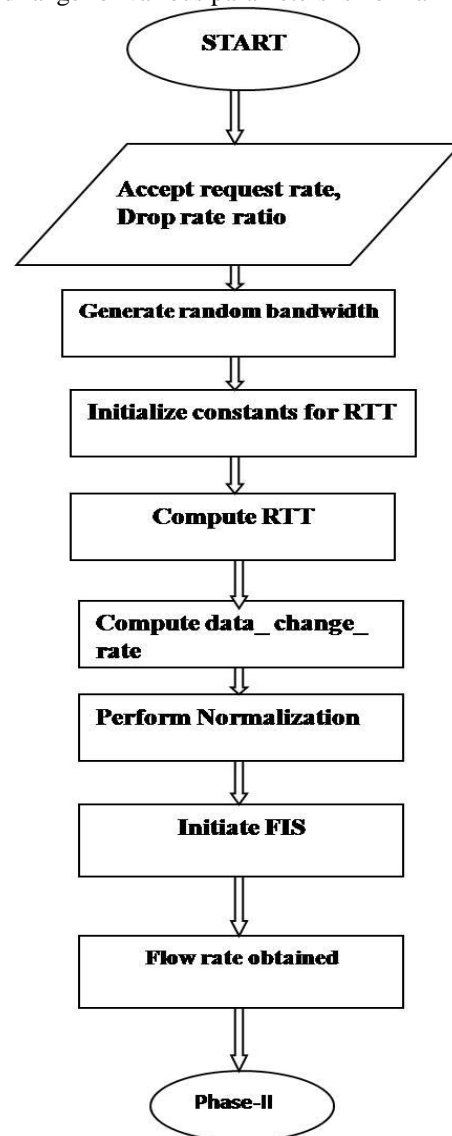 START
Accept request rate,
Drop rate ratio
Generate random bandwidth
Initialize constants for RTT
Compute RTT
Compute data_ change_
rate
Perform Normalization
Initiate FIS
Flow rate obtained
Phase-II